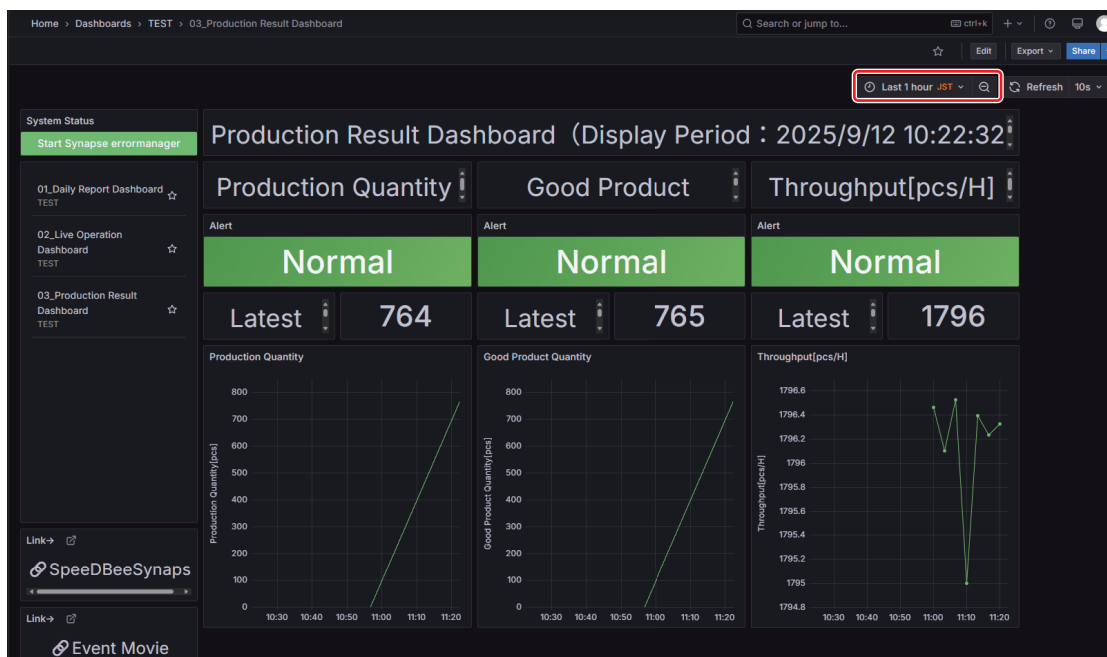 Home › Dashboards › TEST › 03_Production Result Dashboard
Search or jump to... ctrl+k
Edit Export Share
Last 1 hour JST Refresh 10s
System Status
Start Synapse errormanager
01_Daily Report Dashboard
TEST
02_Live Operation
Dashboard
TEST
03_Production Result
Dashboard
TEST
Link→
SpeeDBeeSynaps
Link→
Event Movie
Production Result Dashboard（Display Period：2025/9/12 10:22:32
Production Quantity
Good Product
Throughput[pcs/H]
Alert
Normal
Alert
Normal
Alert
Normal
Latest 764
Latest 765
Latest 1796
Production Quantity
Production Quantity[pcs]
800
700
600
500
400
300
200
100
0
10:30 10:40 10:50 11:00 11:10 11:20
Good Product Quantity
Good Product Quantity[pcs]
800
700
600
500
400
300
200
100
0
10:30 10:40 10:50 11:00 11:10 11:20
Throughput[pcs/H]
Throughput[pcs/H]
1796.6
1796.4
1796.2
1796
1795.8
1795.6
1795.4
1795.2
1795
1794.8
10:30 10:40 10:50 11:00 11:10 11:20